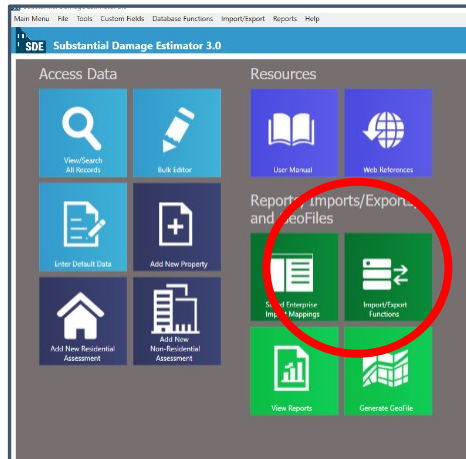 Main Menu File Tools Custom Fields Database Functions Import/Export Reports Help
SDE Substantial Damage Estimator 3.0
Access Data
Resources
View/Search
All Records
Bulk Editor
User Manual
Web References
Reports, Imports/Exports,
and GeoFiles
Enter Default Data
Add New Property
Saved Enterprise
Import Mappings
Import/Export
Functions
Add New Residential
Assessment
Add New
Non-Residential
Assessment
View Reports
Generate GeoFile